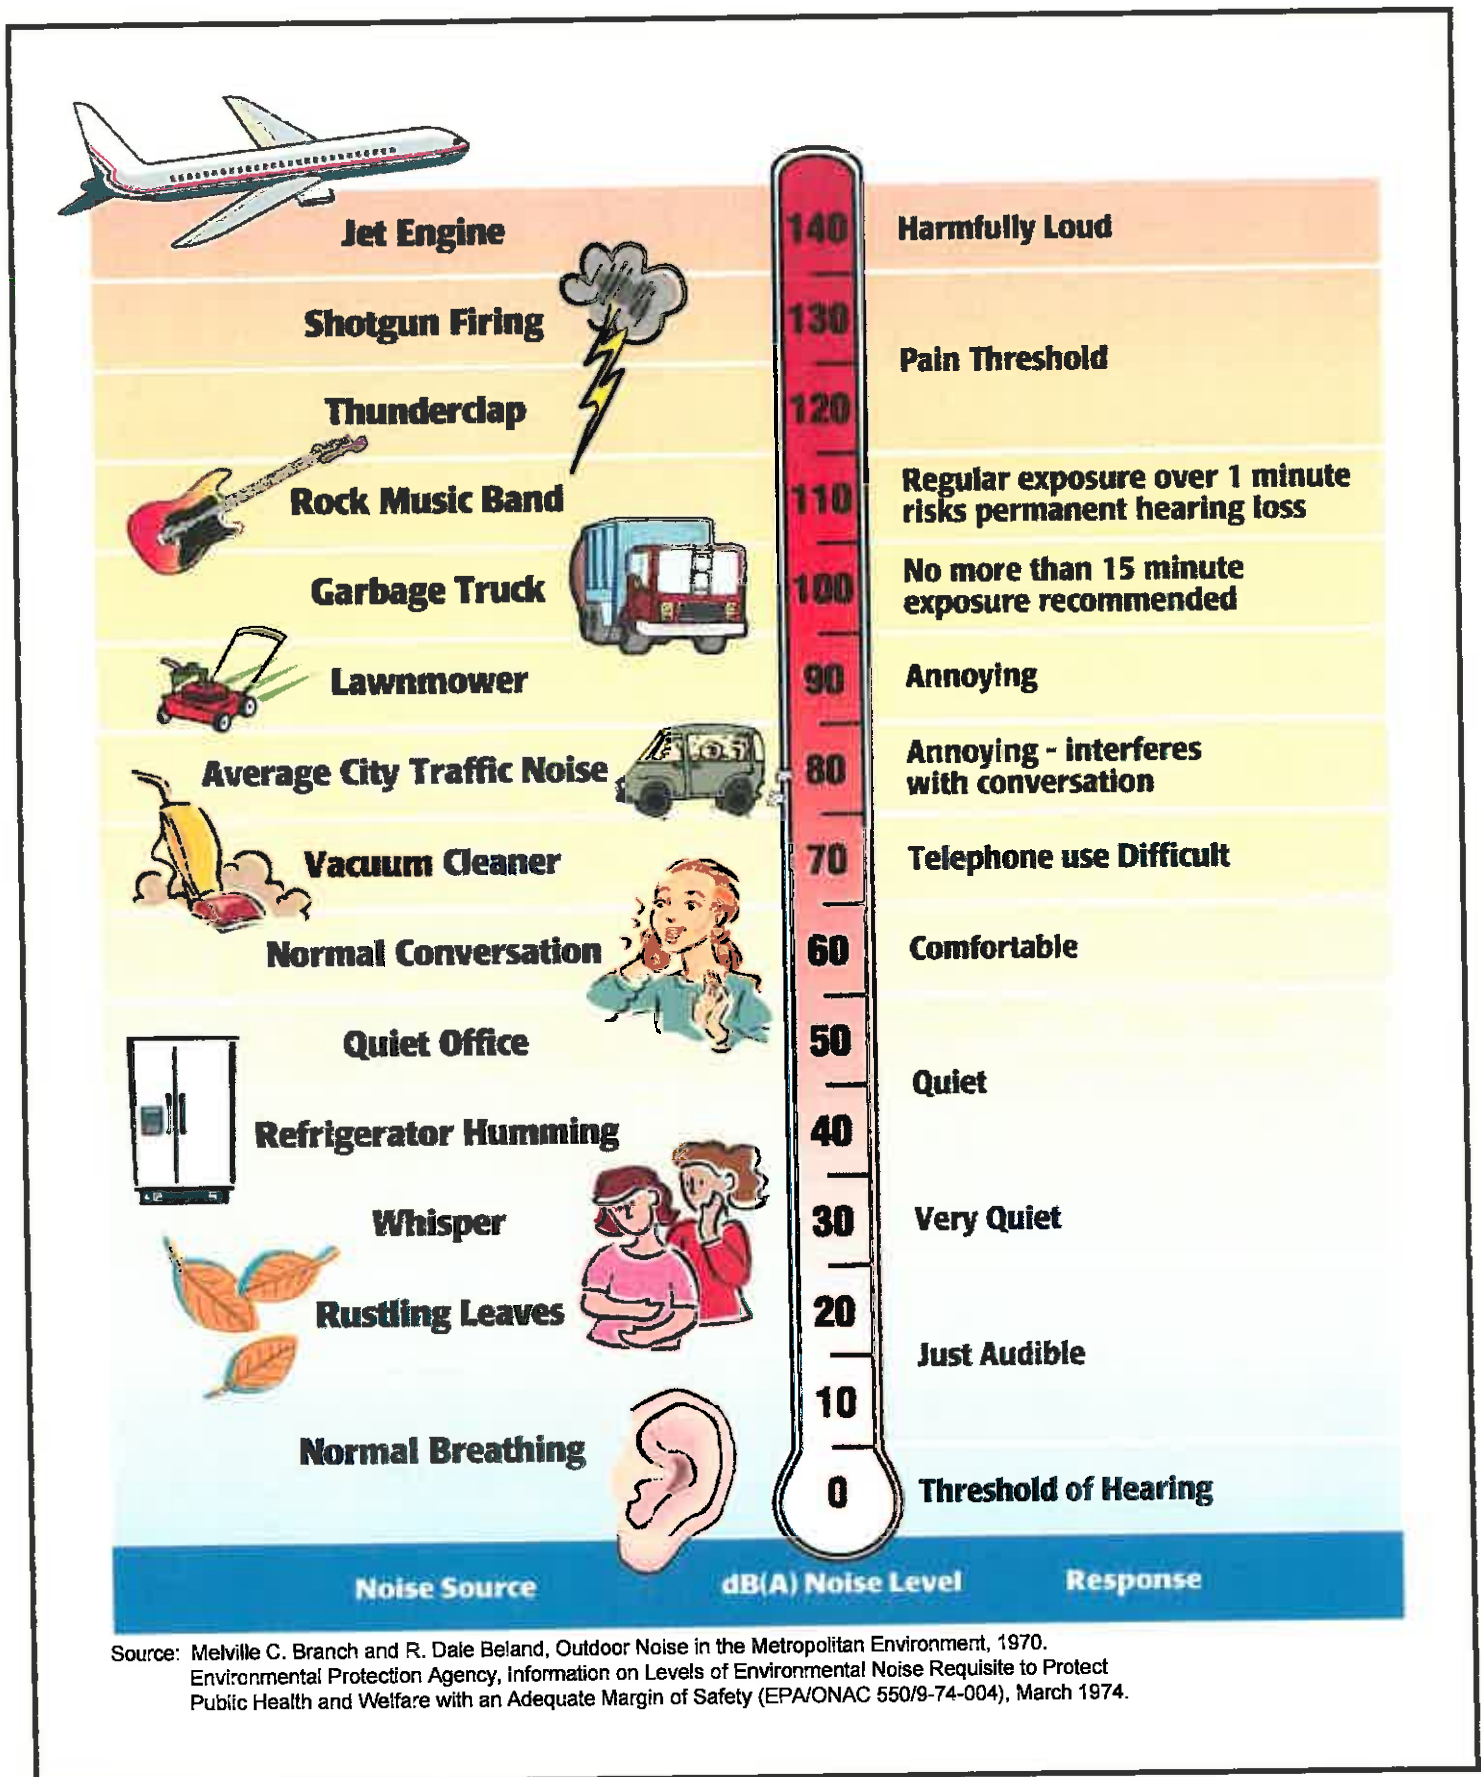 Jet Engine 140 Harmfully Loud
Shotgun Firing 130
Pain Threshold
Thunderclap 120
Rock Music Band 110 Regular exposure over 1 minute
risks permanent hearing loss
Garbage Truck 100 No more than 15 minute
exposure recommended
Lawnmower 90 Annoying
Average City Traffic Noise 80 Annoying - interferes
with conversation
Vacuum Cleaner 70 Telephone use Difficult
Normal Conversation 60 Comfortable
Quiet Office 50
Quiet
Refrigerator Humming 40
Whisper 30 Very Quiet
Rustling Leaves 20
Just Audible
10
Normal Breathing
0 Threshold of Hearing
Noise Source dB(A) Noise Level Response
Source: Melville C. Branch and R. Dale Beland, Outdoor Noise in the Metropolitan Environment, 1970.
Environmental Protection Agency, Information on Levels of Environmental Noise Requisite to Protect
Public Health and Welfare with an Adequate Margin of Safety (EPA/ONAC 550/9-74-004), March 1974.